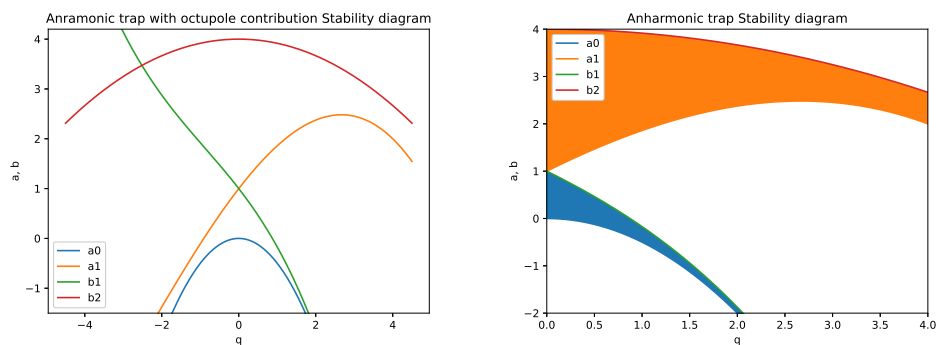 Anramonic trap with octupole contribution Stability diagram
a, b
4
3
2
1
0
−1
a0
a1
b1
b2
−4
−2
0
2
4
q
Anharmonic trap Stability diagram
a, b
4
3
2
1
0
−1
−2
a0
a1
b1
b2
0.0
0.5
1.0
1.5
2.0
2.5
3.0
3.5
4.0
q